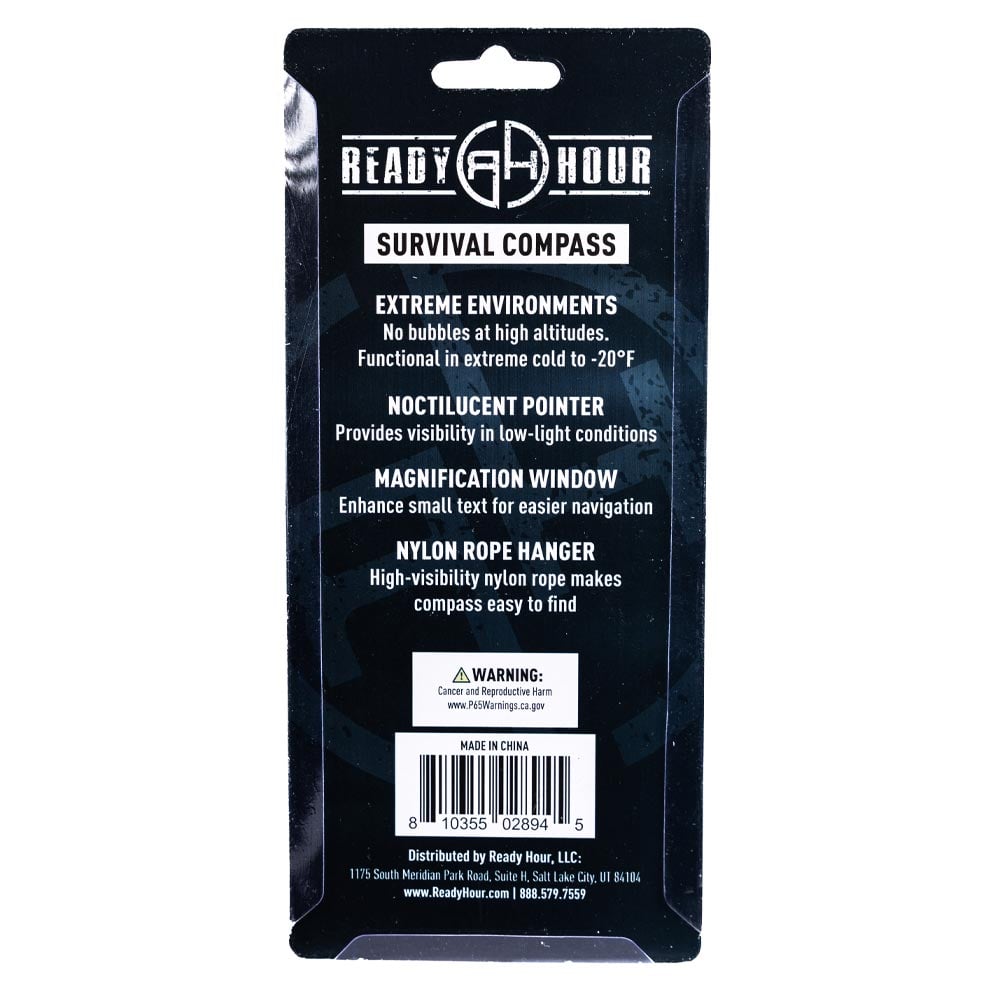 READY RH HOUR
SURVIVAL COMPASS
EXTREME ENVIRONMENTS
No bubbles at high altitudes.
Functional in extreme cold to -20°F
NOCTILUCENT POINTER
Provides visibility in low-light conditions
MAGNIFICATION WINDOW
Enhance small text for easier navigation
NYLON ROPE HANGER
High-visibility nylon rope makes
compass easy to find
WARNING:
Cancer and Reproductive Harm
www.P65Warnings.ca.gov
MADE IN CHINA
8 10355 02894 5
Distributed by Ready Hour, LLC:
1175 South Meridian Park Road, Suite H, Salt Lake City, UT 84104
www.ReadyHour.com | 888.579.7559